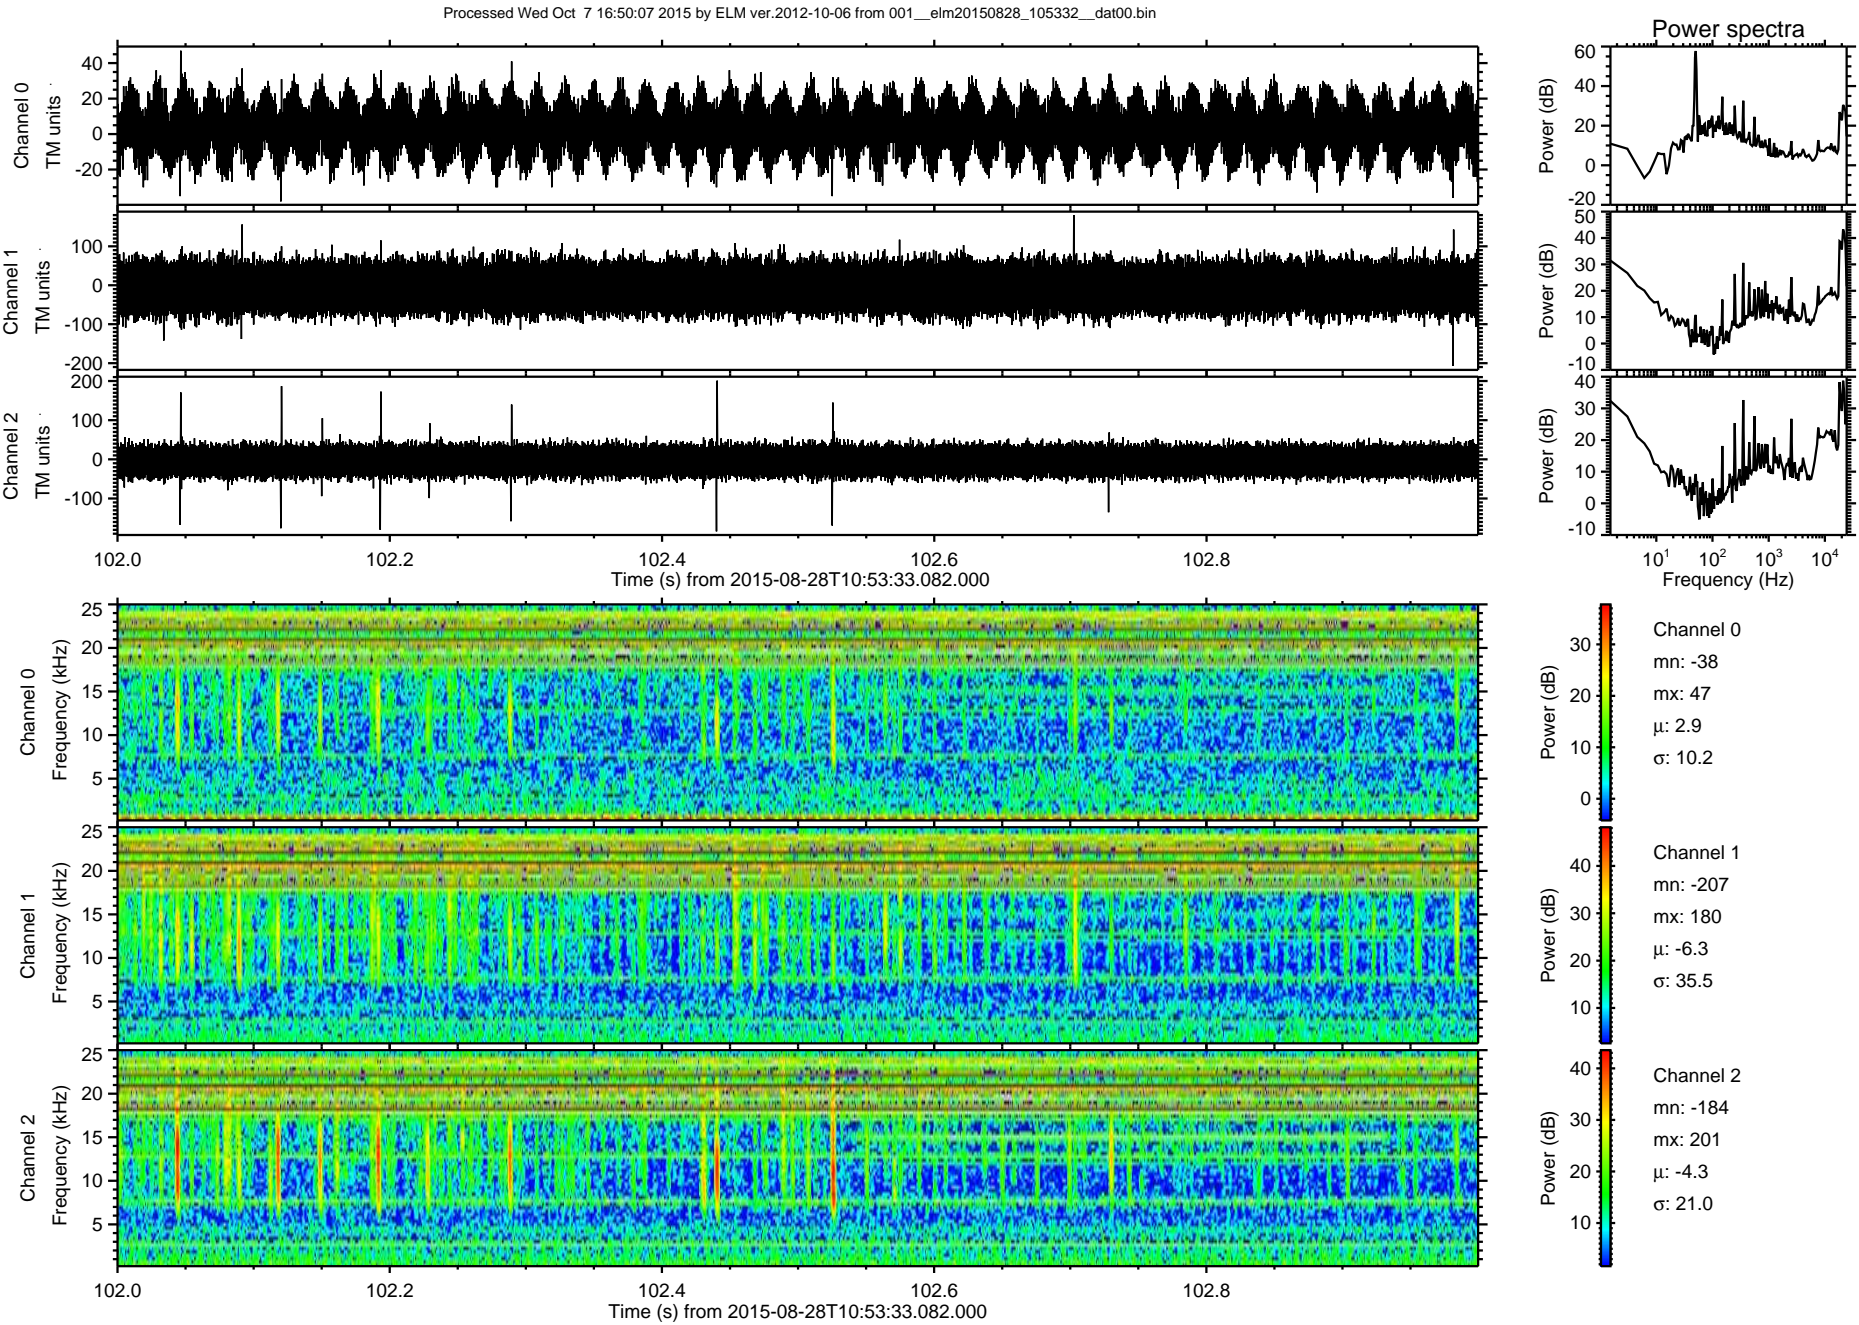 Processed Wed Oct 7 16:50:07 2015 by ELM ver.2012-10-06 from 001__elm20150828_105332__dat00.bin
Power spectra
Channel 0
TM units
40
20
0
-20
Power (dB)
60
40
20
0
-20
Channel 1
TM units
100
0
-100
-200
Power (dB)
50
40
30
20
10
0
-10
Channel 2
TM units
200
100
0
-100
Power (dB)
40
30
20
10
0
-10
102.0 102.2 102.4 102.6 102.8
Time (s) from 2015-08-28T10:53:33.082.000
10¹ 10² 10³ 10⁴
Frequency (Hz)
Channel 0
Frequency (kHz)
25
20
15
10
5
Power (dB)
30
20
10
0
Channel 0
mn: -38
mx: 47
μ: 2.9
σ: 10.2
Channel 1
Frequency (kHz)
25
20
15
10
5
Power (dB)
40
30
20
10
Channel 1
mn: -207
mx: 180
μ: -6.3
σ: 35.5
Channel 2
Frequency (kHz)
25
20
15
10
5
Power (dB)
40
30
20
10
Channel 2
mn: -184
mx: 201
μ: -4.3
σ: 21.0
102.0 102.2 102.4 102.6 102.8
Time (s) from 2015-08-28T10:53:33.082.000